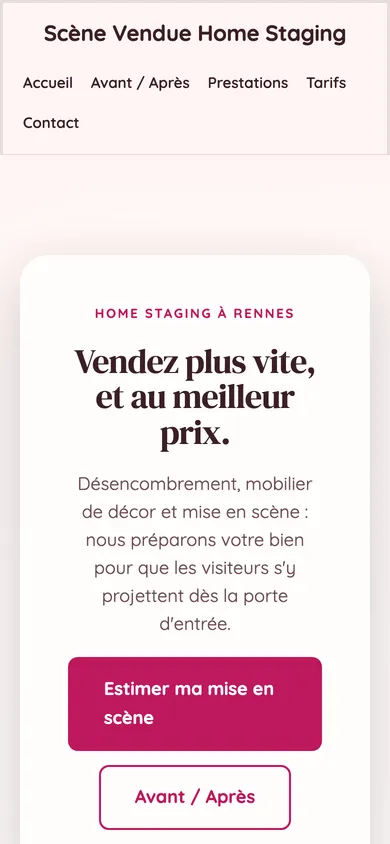 Scène Vendue Home Staging
Accueil Avant / Après Prestations Tarifs
Contact
HOME STAGING À RENNES
Vendez plus vite,
et au meilleur
prix.
Désencombrement, mobilier
de décor et mise en scène :
nous préparons votre bien
pour que les visiteurs s'y
projettent dès la porte
d'entrée.
Estimer ma mise en
scène
Avant / Après